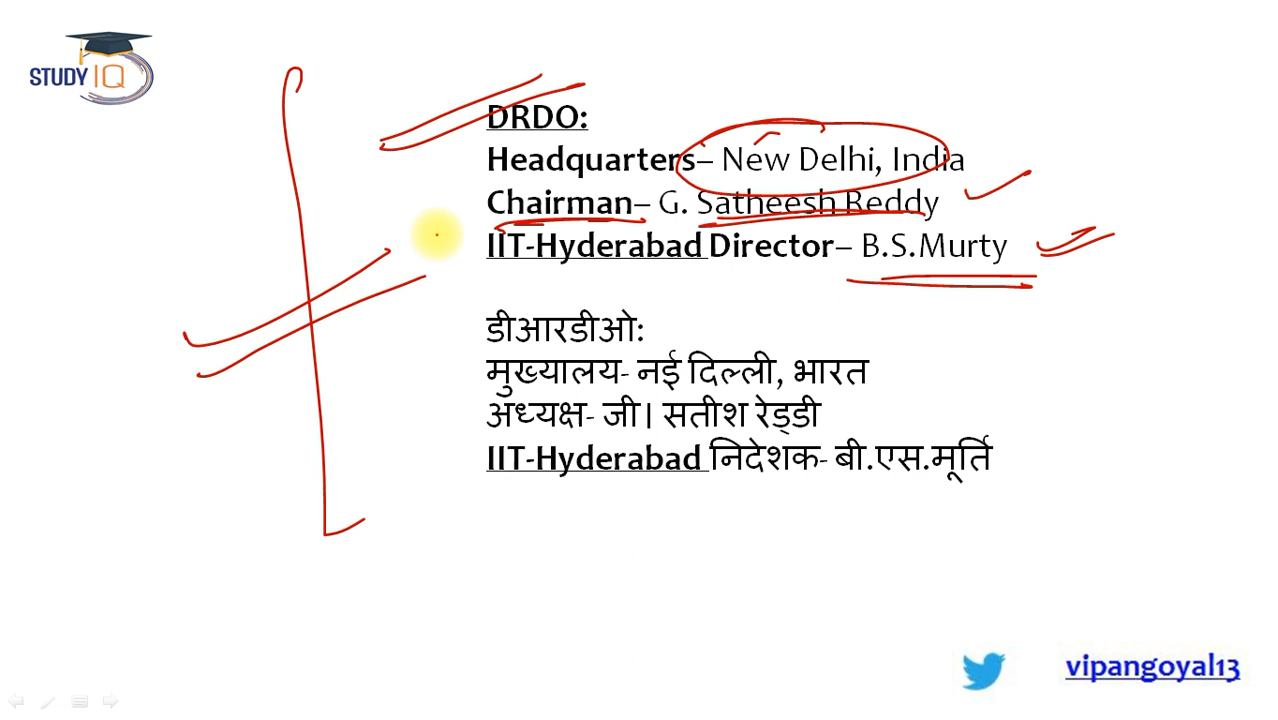 STUDY IQ
DRDO:
Headquarters– New Delhi, India
Chairman– G. Satheesh Reddy
IIT-Hyderabad Director– B.S.Murty
डीआरडीओ:
मुख्यालय- नई दिल्ली, भारत
अध्यक्ष- जी। सतीश रेड्डी
IIT-Hyderabad निदेशक- बी.एस.मूर्ति
vipangoyal13